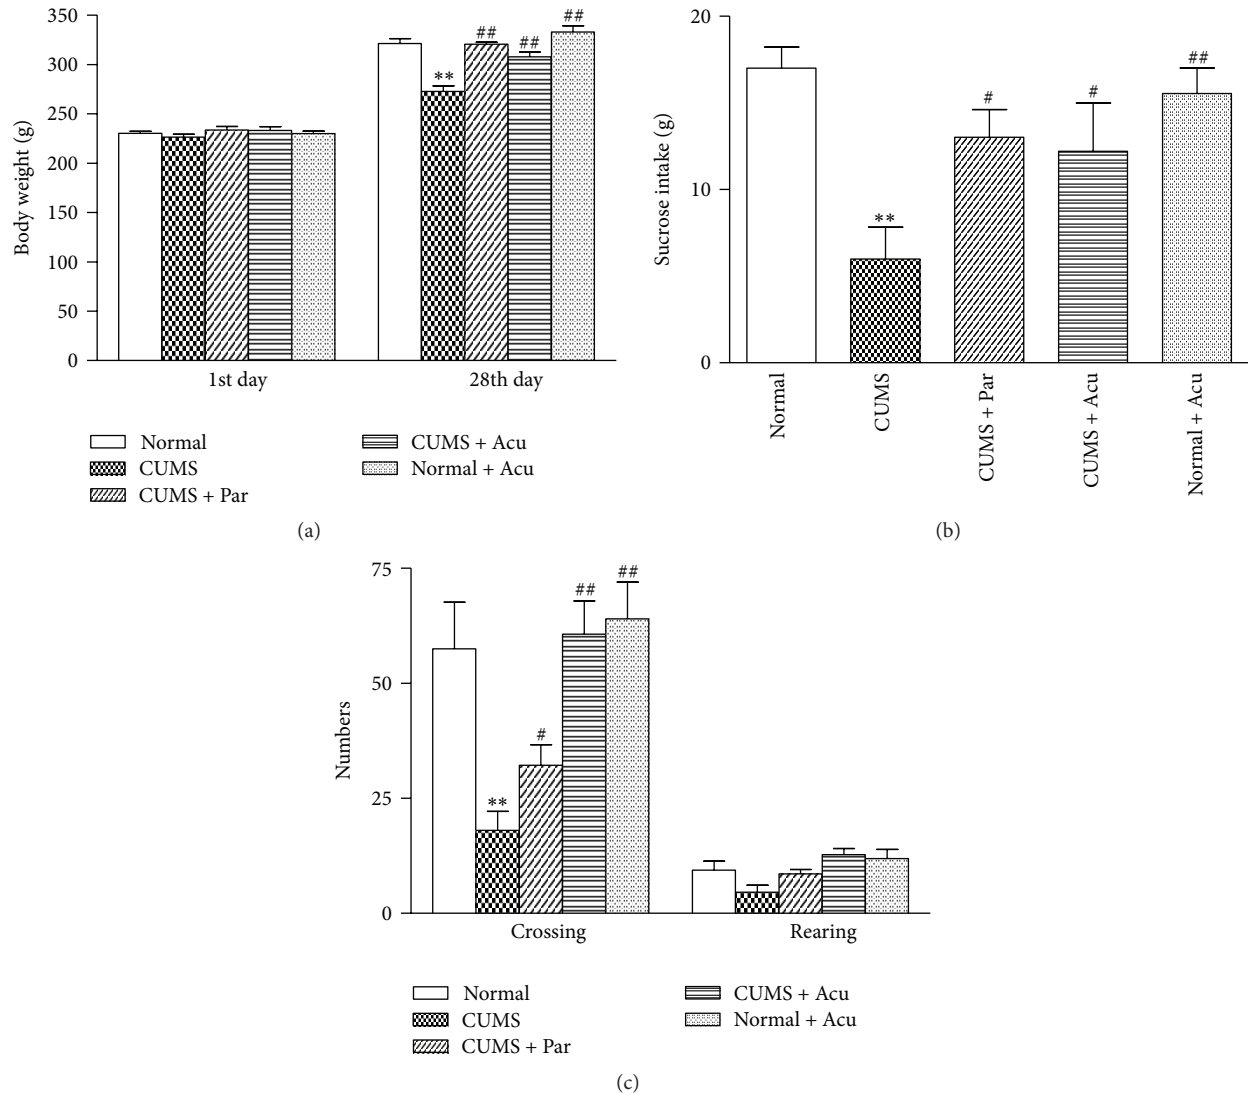 350
300
250
200
150
100
50
0
Body weight (g)
**
##
##
##
1st day
28th day
Normal
CUMS
CUMS + Par
CUMS + Acu
Normal + Acu
(a)
20
10
0
Sucrose intake (g)
**
#
#
##
Normal
CUMS
CUMS + Par
CUMS + Acu
Normal + Acu
(b)
75
50
25
0
Numbers
**
#
##
##
Crossing
Rearing
Normal
CUMS
CUMS + Par
CUMS + Acu
Normal + Acu
(c)